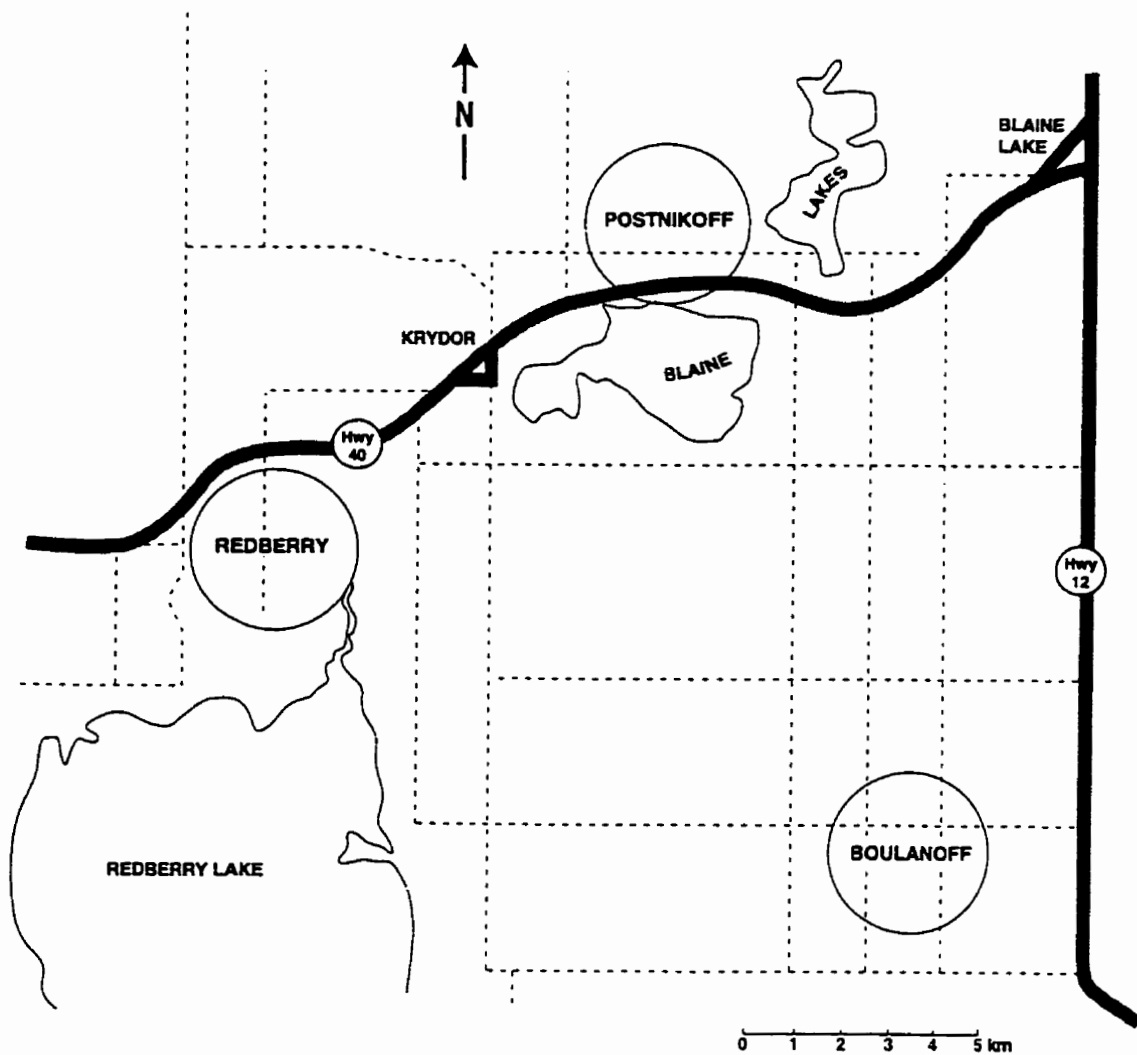 N
BLAINE
LAKE
LAKES
POSTNIKOFF
KRYDOR
BLAINE
Hwy
40
REDBERRY
Hwy
12
BOULANOFF
REDBERRY LAKE
0 1 2 3 4 5 km